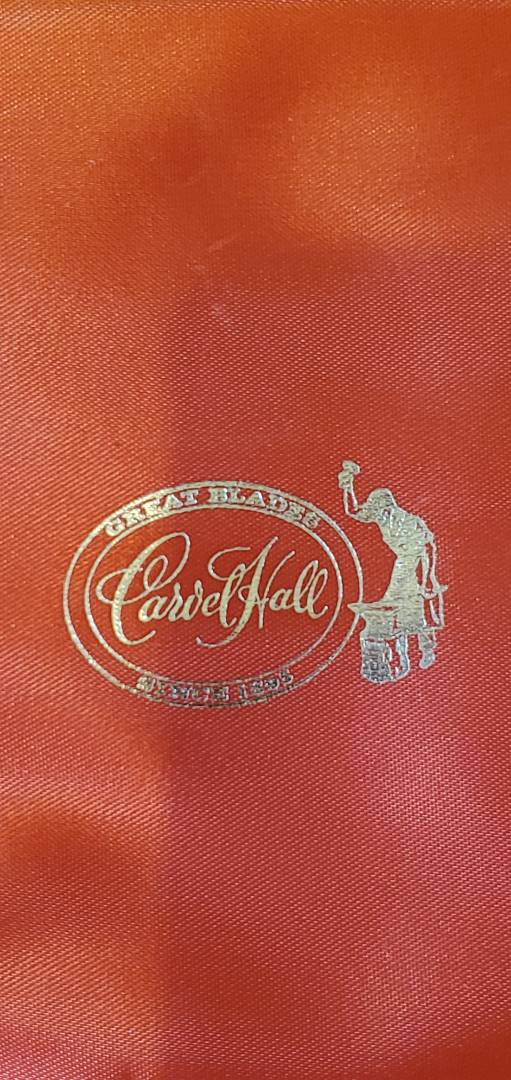 GREAT BLADES
Carvel Hall
SINCE 1895